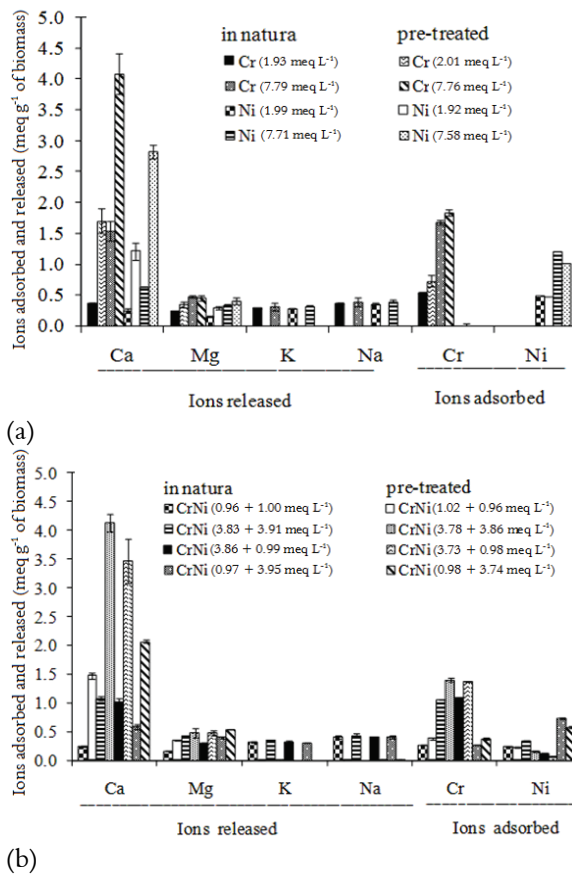 Ions adsorbed and released (meq g⁻¹ of biomass)
5.0
4.5
4.0
3.5
3.0
2.5
2.0
1.5
1.0
0.5
0.0
in natura
Cr (1.93 meq L⁻¹)
Cr (7.79 meq L⁻¹)
Ni (1.99 meq L⁻¹)
Ni (7.71 meq L⁻¹)
pre-treated
Cr (2.01 meq L⁻¹)
Cr (7.76 meq L⁻¹)
Ni (1.92 meq L⁻¹)
Ni (7.58 meq L⁻¹)
Ca Mg K Na Cr Ni
Ions released Ions adsorbed
(a)
Ions adsorbed and released (meq g⁻¹ of biomass)
5.0
4.5
4.0
3.5
3.0
2.5
2.0
1.5
1.0
0.5
0.0
in natura
CrNi (0.96 + 1.00 meq L⁻¹)
CrNi (3.83 + 3.91 meq L⁻¹)
CrNi (3.86 + 0.99 meq L⁻¹)
CrNi (0.97 + 3.95 meq L⁻¹)
pre-treated
CrNi (1.02 + 0.96 meq L⁻¹)
CrNi (3.78 + 3.86 meq L⁻¹)
CrNi (3.73 + 0.98 meq L⁻¹)
CrNi (0.98 + 3.74 meq L⁻¹)
Ca Mg K Na Cr Ni
Ions released Ions adsorbed
(b)